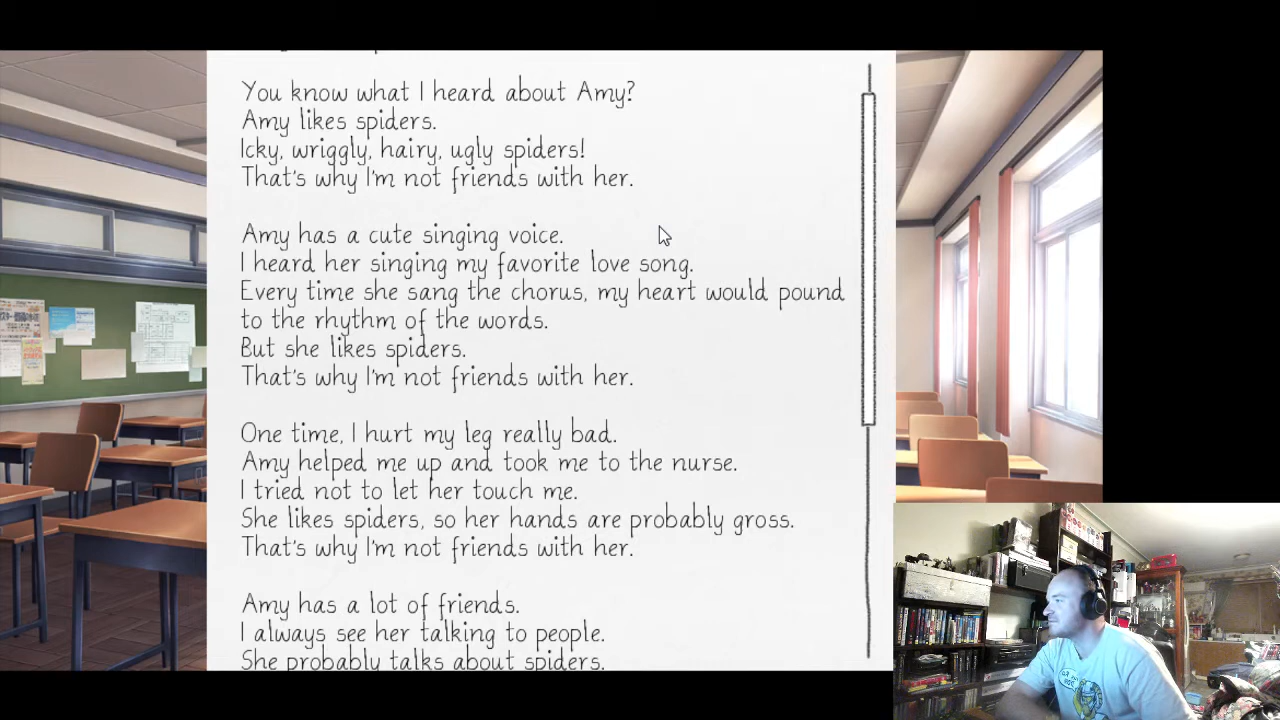 You know what I heard about Amy?
Amy likes spiders.
Icky, wriggly, hairy, ugly spiders!
That's why I'm not friends with her.
Amy has a cute singing voice.
I heard her singing my favorite love song.
Every time she sang the chorus, my heart would pound
to the rhythm of the words.
But she likes spiders.
That's why I'm not friends with her.
One time, I hurt my leg really bad.
Amy helped me up and took me to the nurse.
I tried not to let her touch me.
She likes spiders, so her hands are probably gross.
That's why I'm not friends with her.
Amy has a lot of friends.
I always see her talking to people.
She probably talks about spiders.